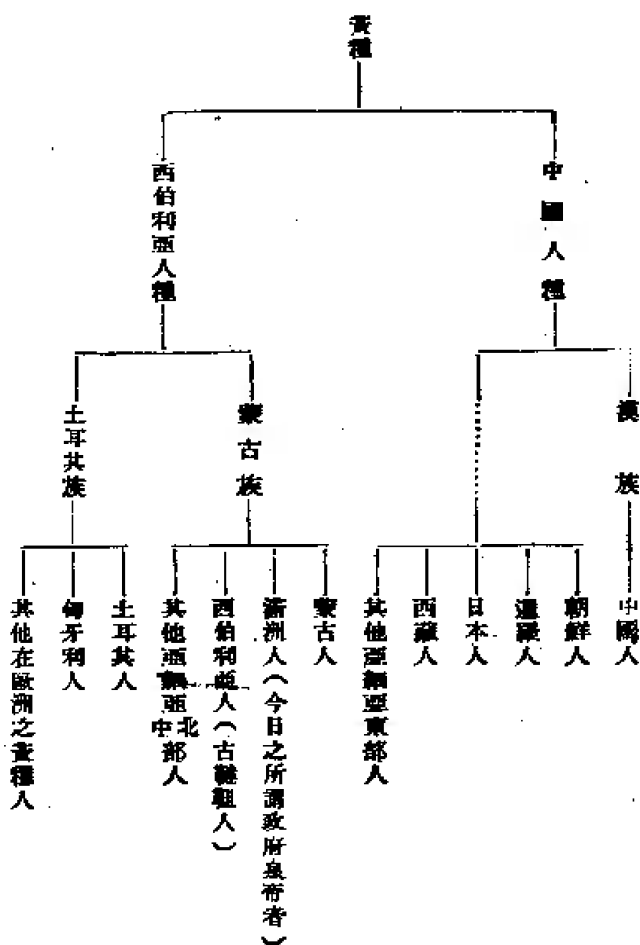 黃種
中國人種
西伯利亞人種
漢族
蒙古族
土耳其族
中國人
朝鮮人
暹羅人
日本人
西藏人
其他亞細亞東部人
蒙古人
滿洲人（今日之所謂政府皇帝者）
西伯利亞人（古韃靼人）
其他亞細亞北中部人
土耳其人
匈牙利人
其他在歐洲之黃種人